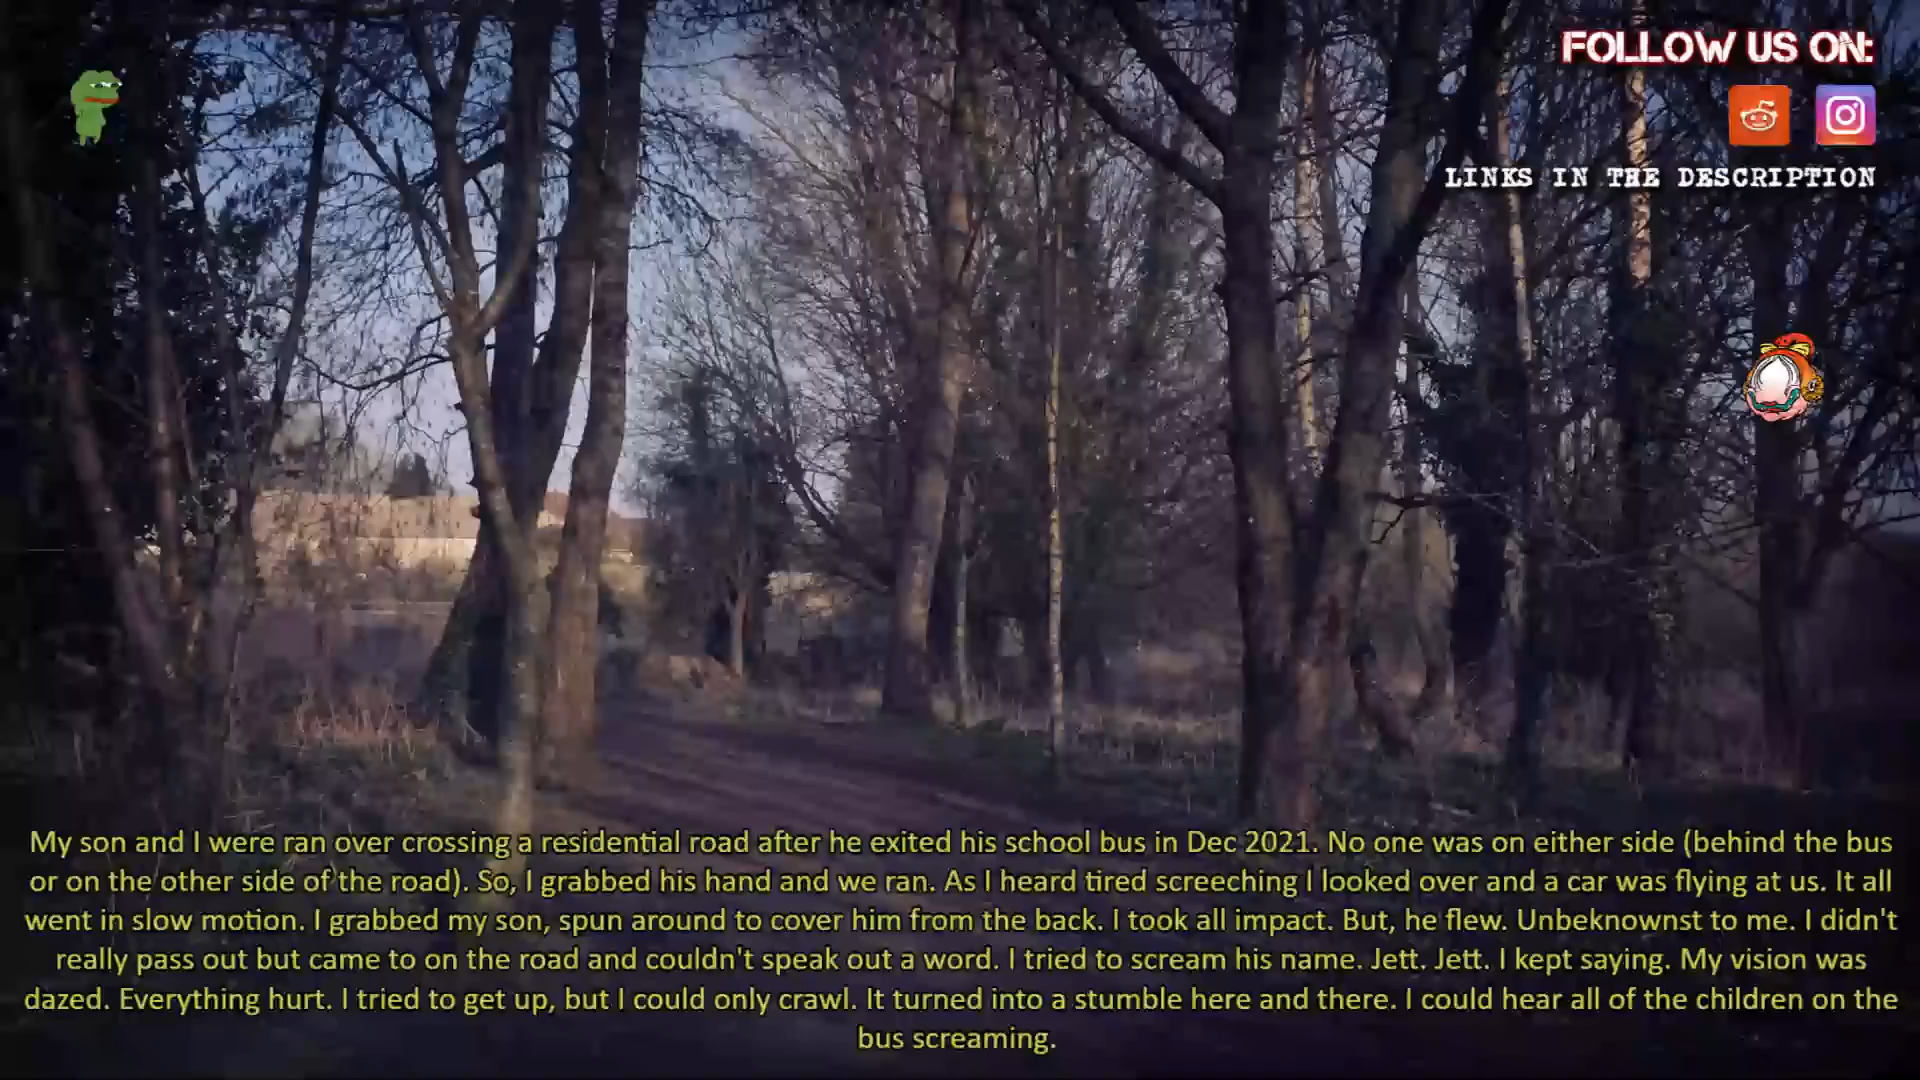 FOLLOW US ON:
LINKS IN THE DESCRIPTION
My son and I were ran over crossing a residential road after he exited his school bus in Dec 2021. No one was on either side (behind the bus
or on the other side of the road). So, I grabbed his hand and we ran. As I heard tired screeching I looked over and a car was flying at us. It all
went in slow motion. I grabbed my son, spun around to cover him from the back. I took all impact. But, he flew. Unbeknownst to me. I didn't
really pass out but came to on the road and couldn't speak out a word. I tried to scream his name. Jett. Jett. I kept saying. My vision was
dazed. Everything hurt. I tried to get up, but I could only crawl. It turned into a stumble here and there. I could hear all of the children on the
bus screaming.